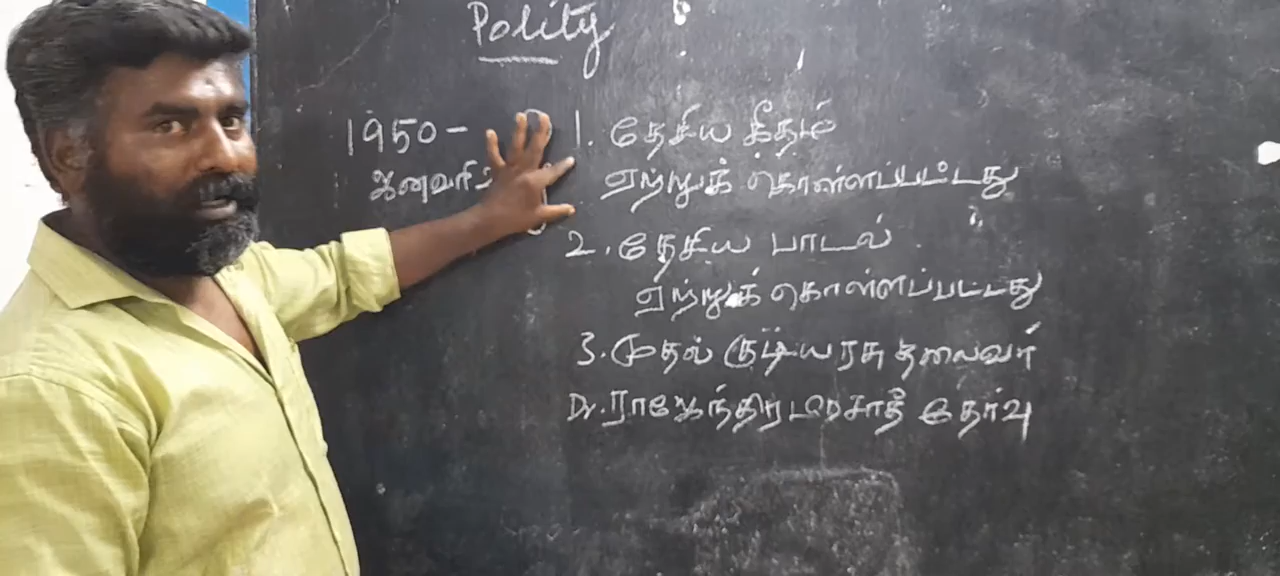 Polity
1950 - 1. தேசிய கீதம்
ஜனவரி ஏற்றுக் கொள்ளப்பட்டது
2. தேசிய பாடல்
ஏற்றுக் கொள்ளப்பட்டது
3. முதல் குடியரசு தலைவர்
Dr. ராஜேந்திர பிரசாத் தேர்வு